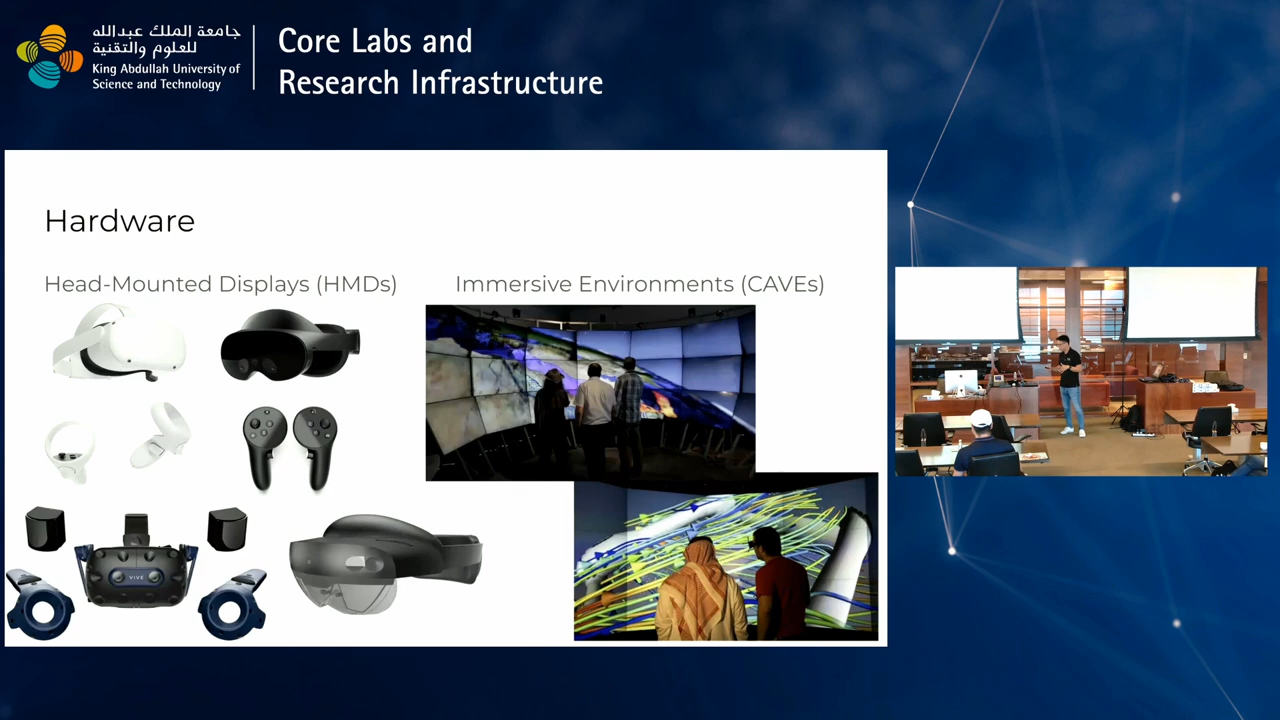 جامعة الملك عبدالله
للعلوم والتقنية
King Abdullah University of
Science and Technology
Core Labs and
Research Infrastructure
Hardware
Head-Mounted Displays (HMDs)
Immersive Environments (CAVEs)
VIVE